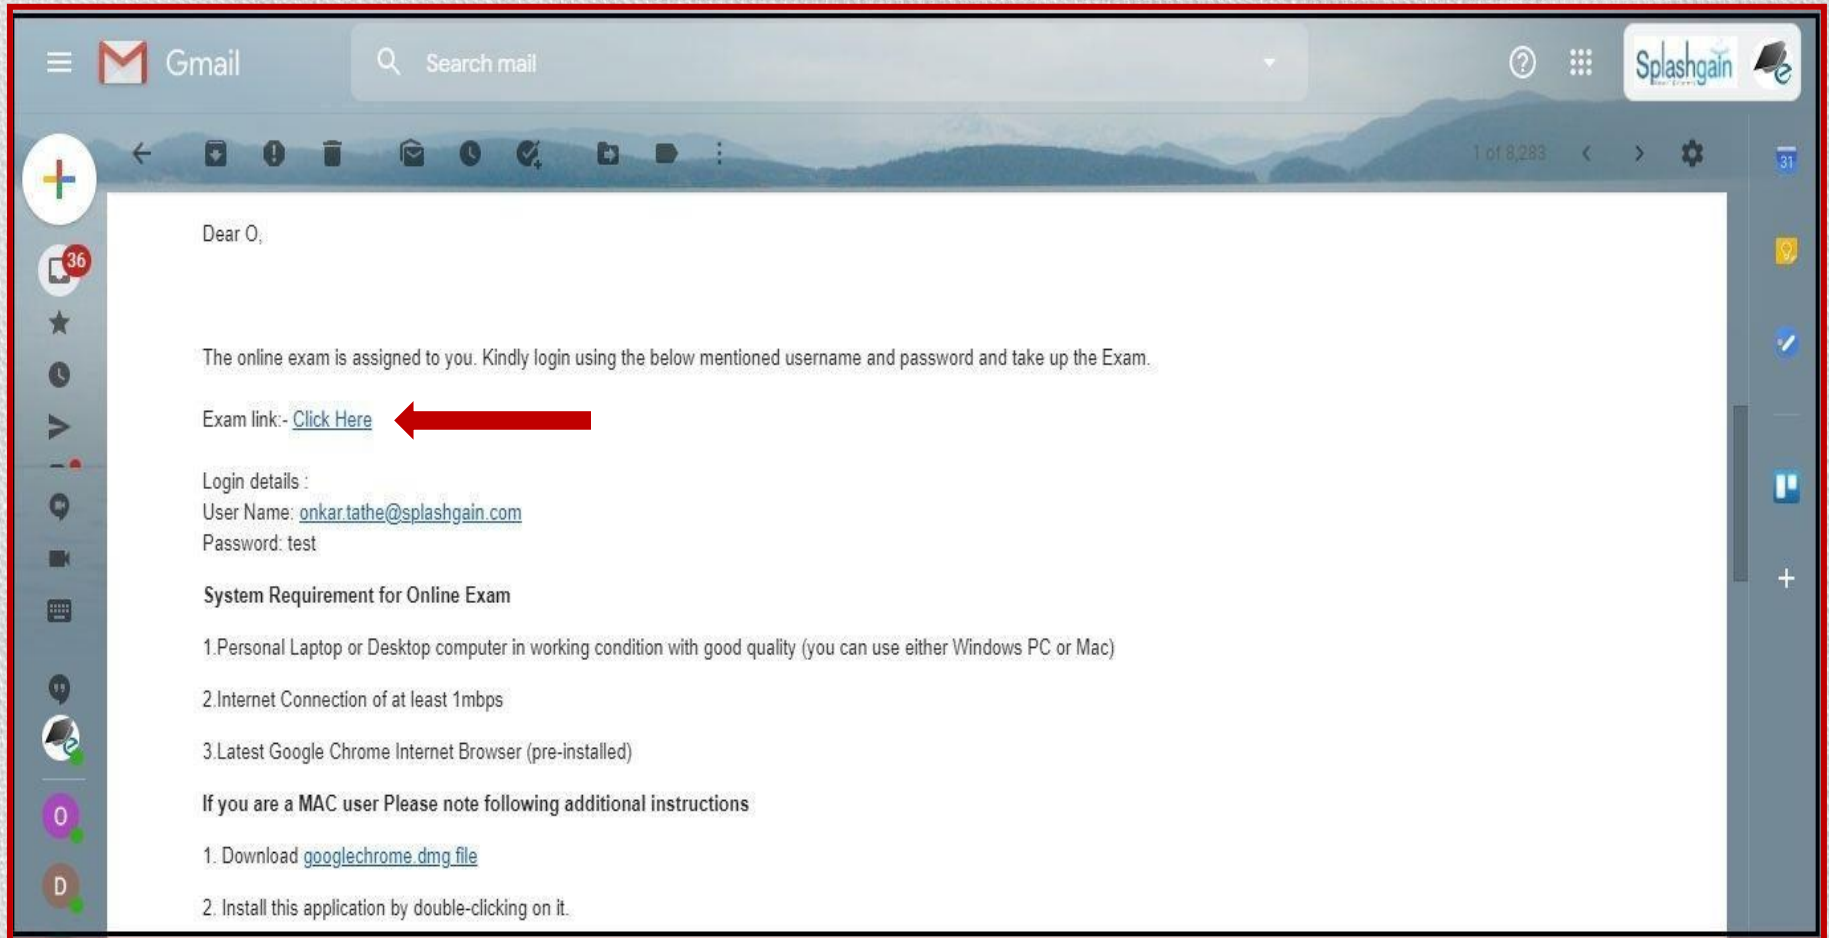 Gmail
Search mail
Splashgain
1 of 8,283
31
36
Dear O,
The online exam is assigned to you. Kindly login using the below mentioned username and password and take up the Exam.
Exam link:- Click Here
Login details :
User Name: onkar.tathe@splashgain.com
Password: test
System Requirement for Online Exam
1.Personal Laptop or Desktop computer in working condition with good quality (you can use either Windows PC or Mac)
2.Internet Connection of at least 1mbps
3.Latest Google Chrome Internet Browser (pre-installed)
If you are a MAC user Please note following additional instructions
O
1. Download googlechrome.dmg file
D
2. Install this application by double-clicking on it.